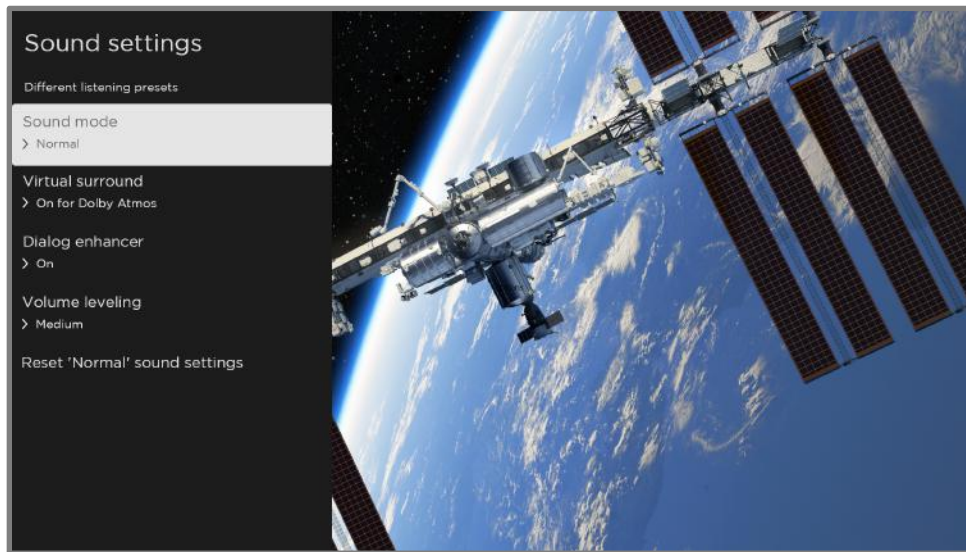 Sound settings
Different listening presets
Sound mode
> Normal
Virtual surround
> On for Dolby Atmos
Dialog enhancer
> On
Volume leveling
> Medium
Reset 'Normal' sound settings